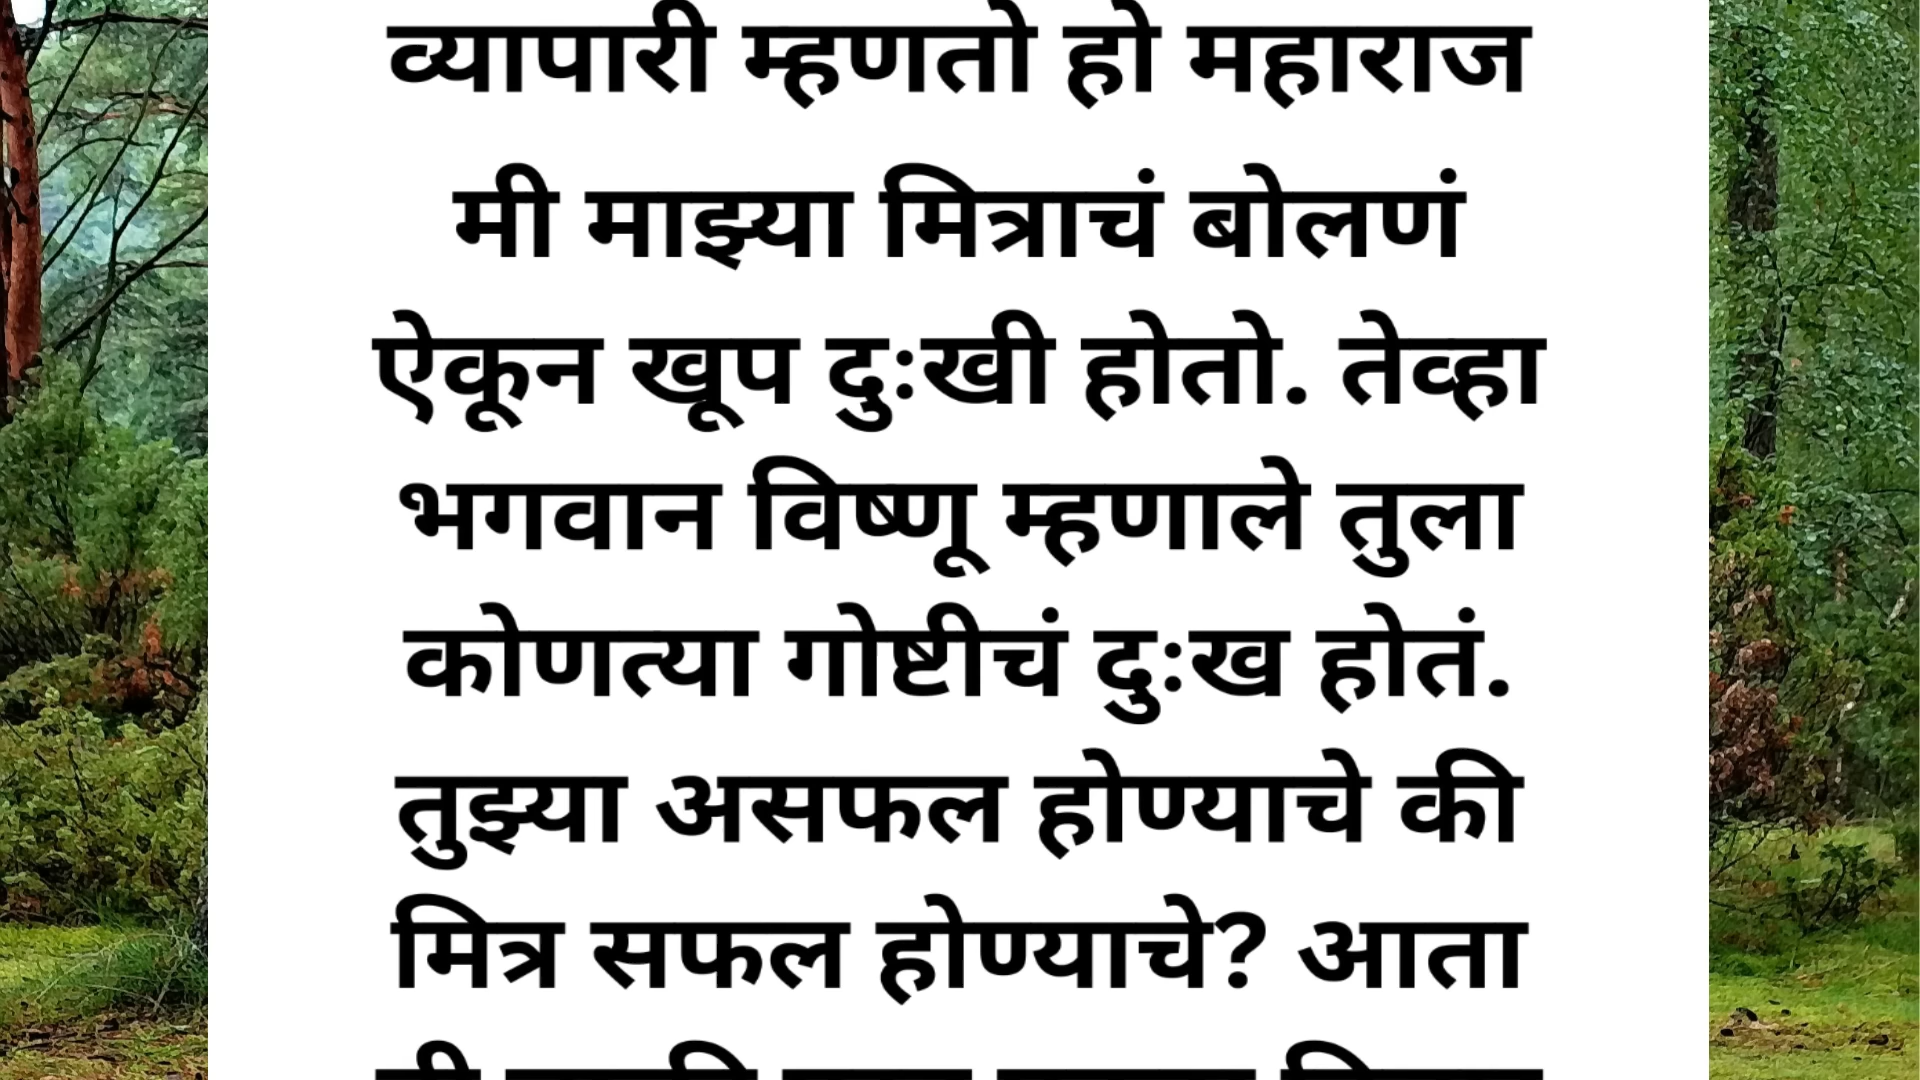 व्यापारी म्हणतो हो महाराज
मी माझ्या मित्राचं बोलणं
ऐकून खूप दुःखी होतो. तेव्हा
भगवान विष्णू म्हणाले तुला
कोणत्या गोष्टीचं दुःख होतं.
तुझ्या असफल होण्याचे की
मित्र सफल होण्याचे? आता